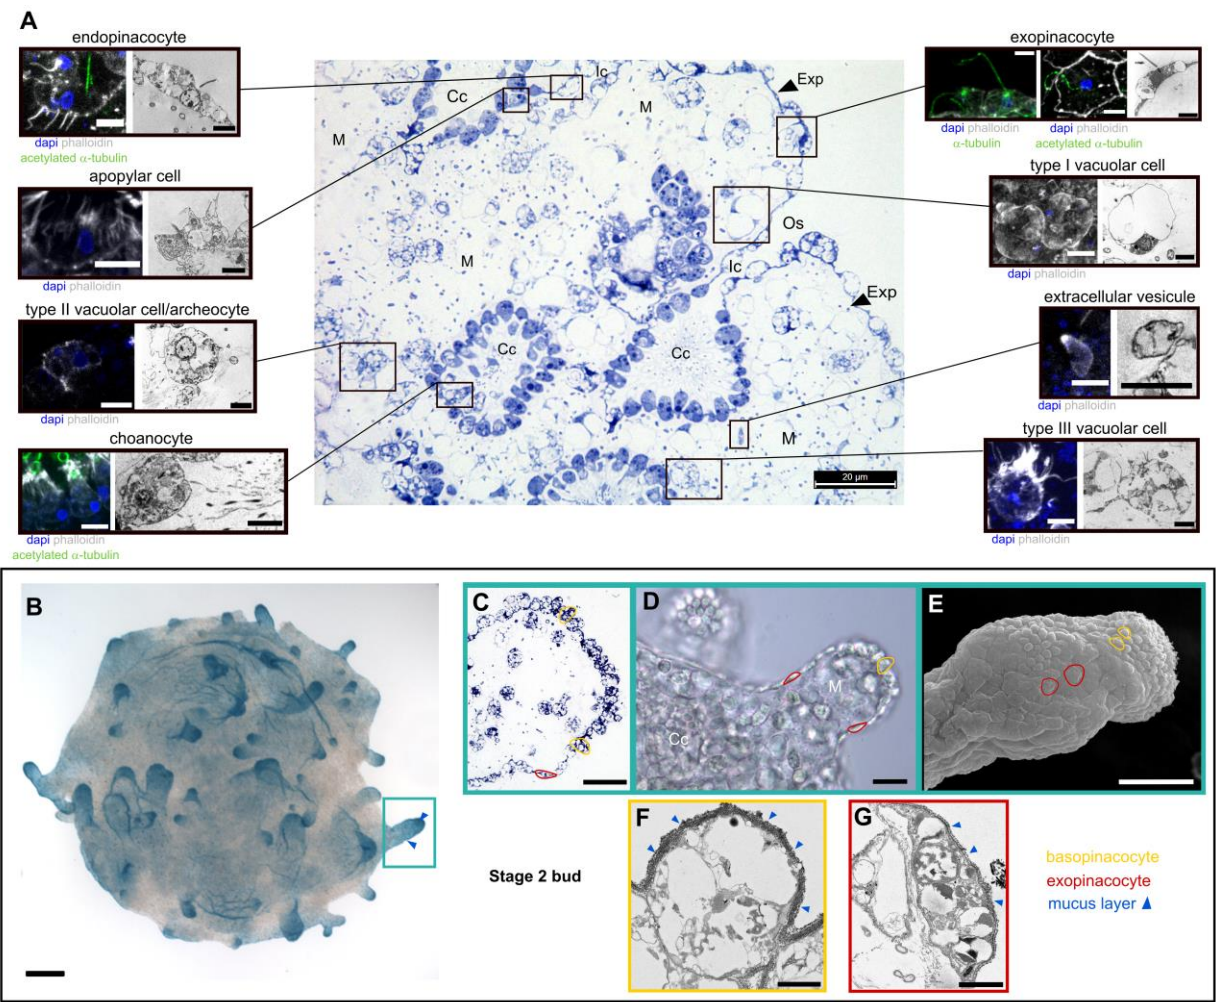 A
endopinacocyte
dapi phalloidin
acetylated α-tubulin
apopylar cell
dapi phalloidin
type II vacuolar cell/archeocyte
dapi phalloidin
choanocyte
dapi phalloidin
acetylated α-tubulin
Ic
Cc
M
M
Exp
Os
M
Ic
Exp
Cc
Cc
M
20 µm
exopinacocyte
dapi phalloidin
α-tubulin
dapi phalloidin
acetylated α-tubulin
type I vacuolar cell
dapi phalloidin
extracellular vesicule
dapi phalloidin
type III vacuolar cell
dapi phalloidin
B
C
D
M
Cc
E
Stage 2 bud
F
G
basopinacocyte
exopinacocyte
mucus layer